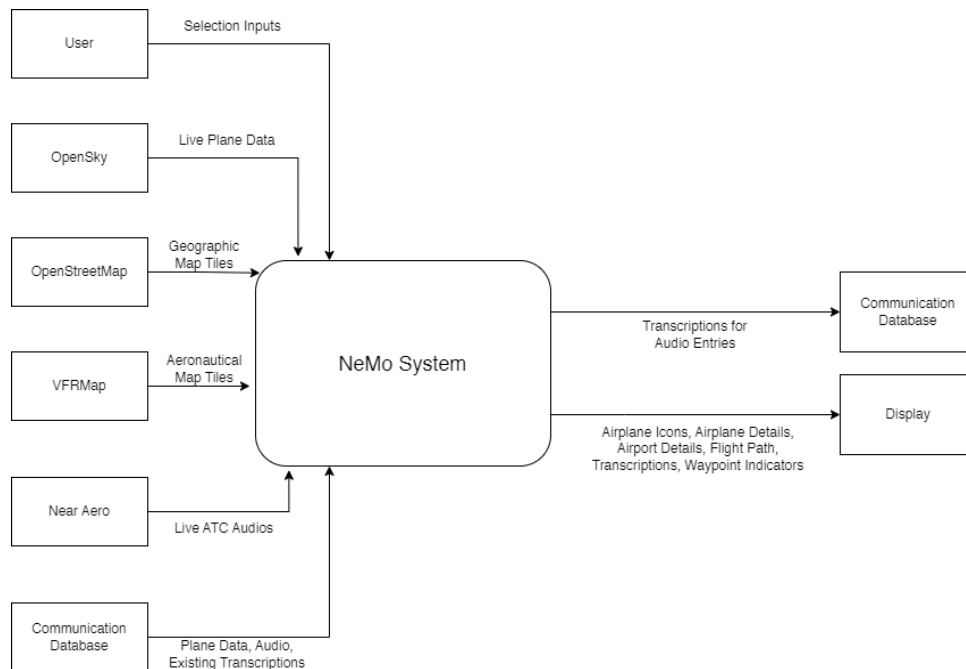 User
Selection Inputs
OpenSky
Live Plane Data
OpenStreetMap
Geographic
Map Tiles
VFRMap
Aeronautical
Map Tiles
Near Aero
Live ATC Audios
Communication
Database
Plane Data, Audio,
Existing Transcriptions
NeMo System
Transcriptions for
Audio Entries
Communication
Database
Airplane Icons, Airplane Details,
Airport Details, Flight Path,
Transcriptions, Waypoint Indicators
Display